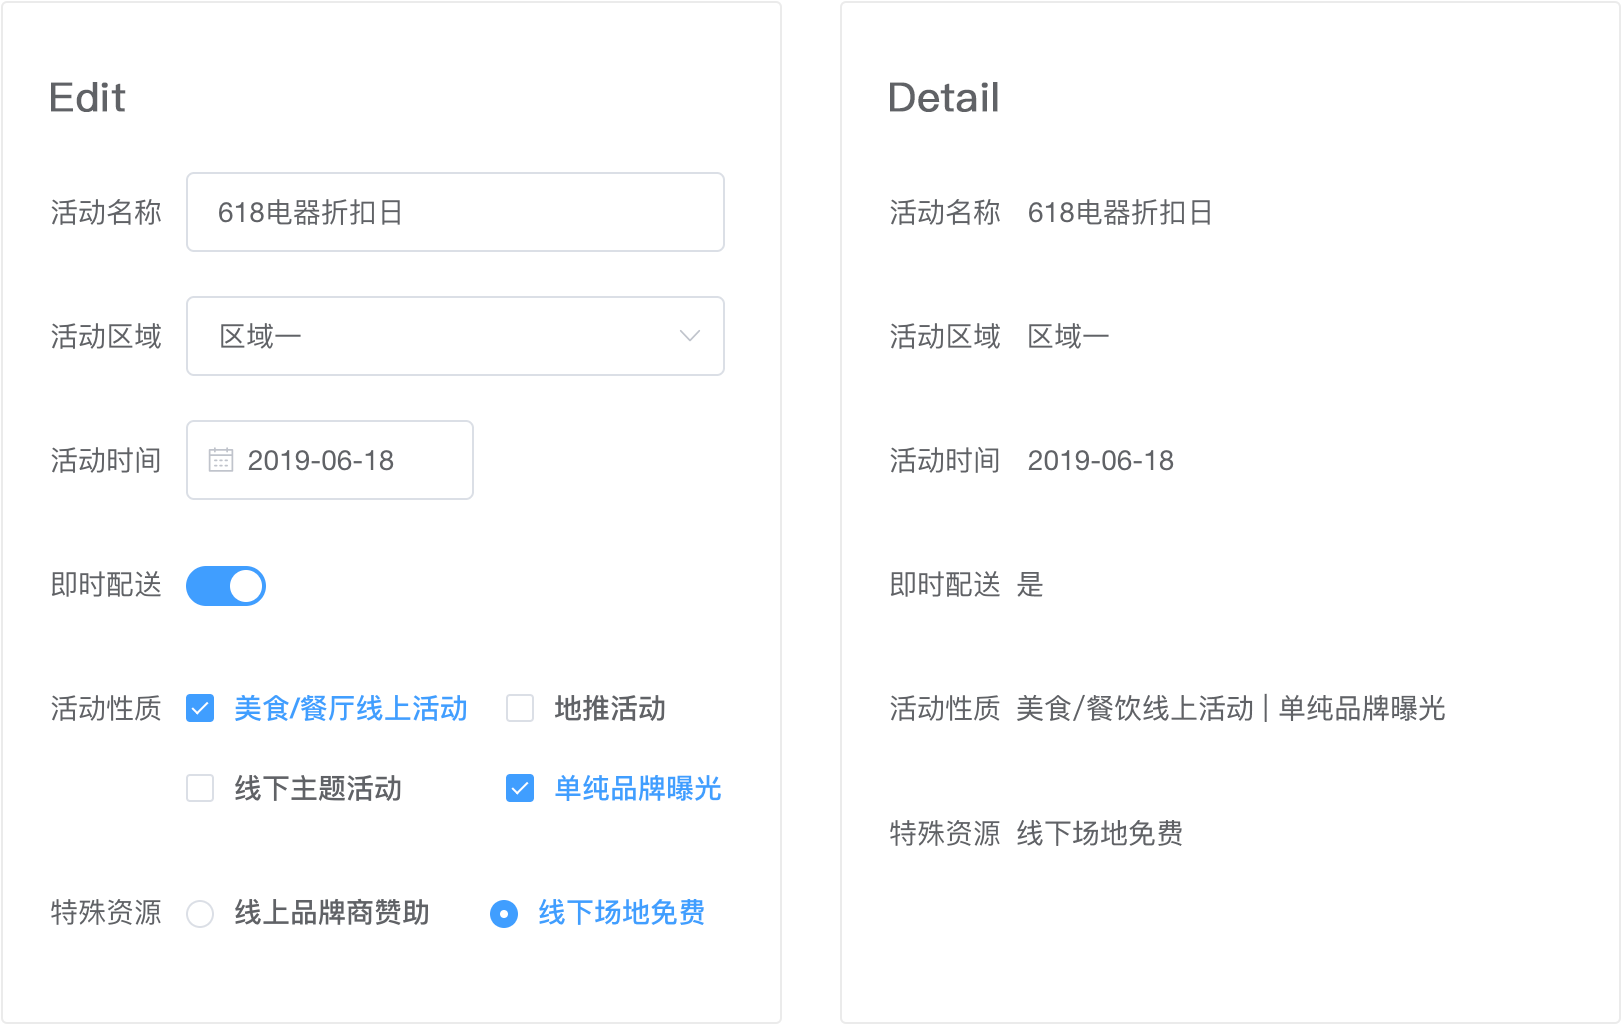 Edit
活动名称 618电器折扣日
活动区域 区域一
活动时间 2019-06-18
即时配送
活动性质 美食/餐厅线上活动 地推活动
线下主题活动 单纯品牌曝光
特殊资源 线上品牌商赞助 线下场地免费
Detail
活动名称 618电器折扣日
活动区域 区域一
活动时间 2019-06-18
即时配送 是
活动性质 美食/餐饮线上活动 | 单纯品牌曝光
特殊资源 线下场地免费